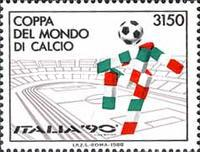 COPPA
DEL MONDO
DI CALCIO
3150
ITALIA '90
I.P.Z.S.-ROMA-1988